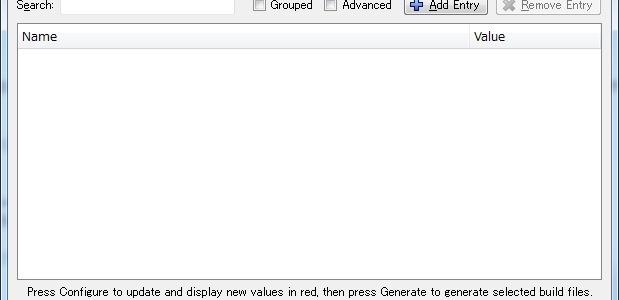 Search: Grouped Advanced Add Entry Remove Entry
Name Value
Press Configure to update and display new values in red, then press Generate to generate selected build files.